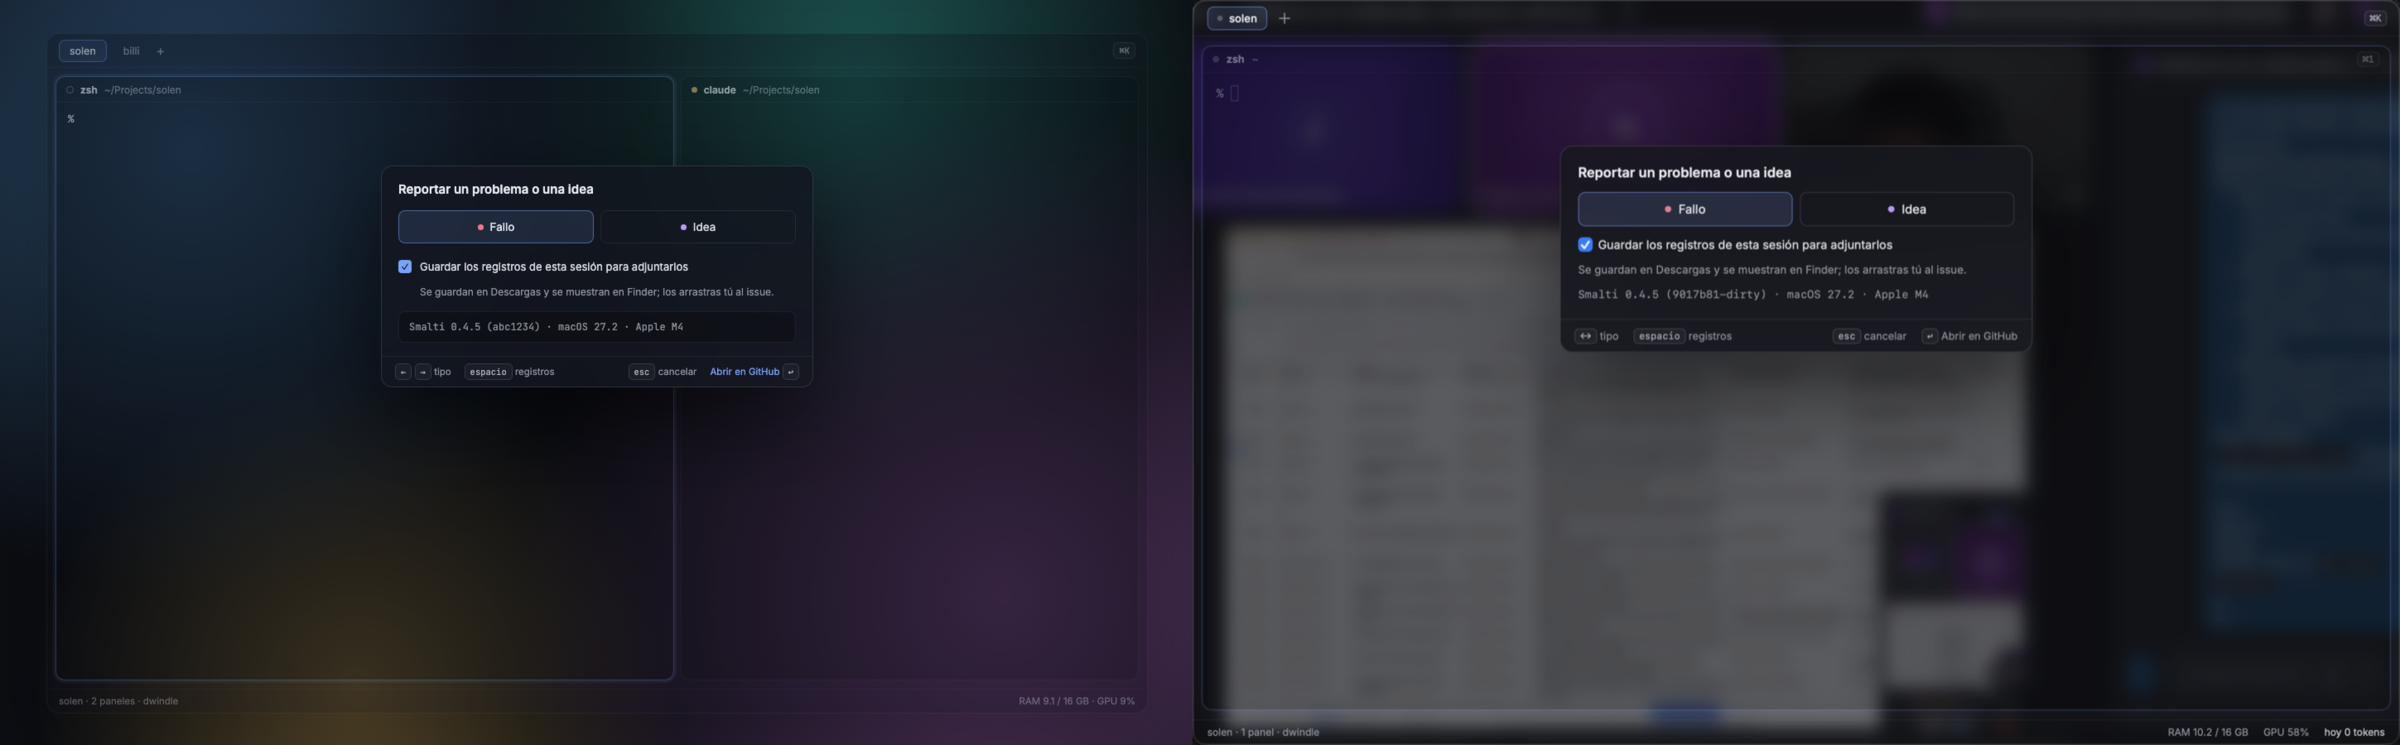 solen billi + ⌘K
zsh ~/Projects/solen
%
claude ~/Projects/solen
Reportar un problema o una idea
Fallo
Idea
Guardar los registros de esta sesión para adjuntarlos
Se guardan en Descargas y se muestran en Finder; los arrastras tú al issue.
Smalti 0.4.5 (abc1234) · macOS 27.2 · Apple M4
← → tipo espacio registros esc cancelar Abrir en GitHub ↵
solen · 2 paneles · dwindle
RAM 9.1 / 16 GB · GPU 9%
solen + ⌘K
zsh ~ ⌘1
%
Reportar un problema o una idea
Fallo
Idea
Guardar los registros de esta sesión para adjuntarlos
Se guardan en Descargas y se muestran en Finder; los arrastras tú al issue.
Smalti 0.4.5 (9017b81-dirty) · macOS 27.2 · Apple M4
↔ tipo espacio registros esc cancelar ↵ Abrir en GitHub
solen · 1 panel · dwindle
RAM 10.2 / 16 GB GPU 58% hoy 0 tokens